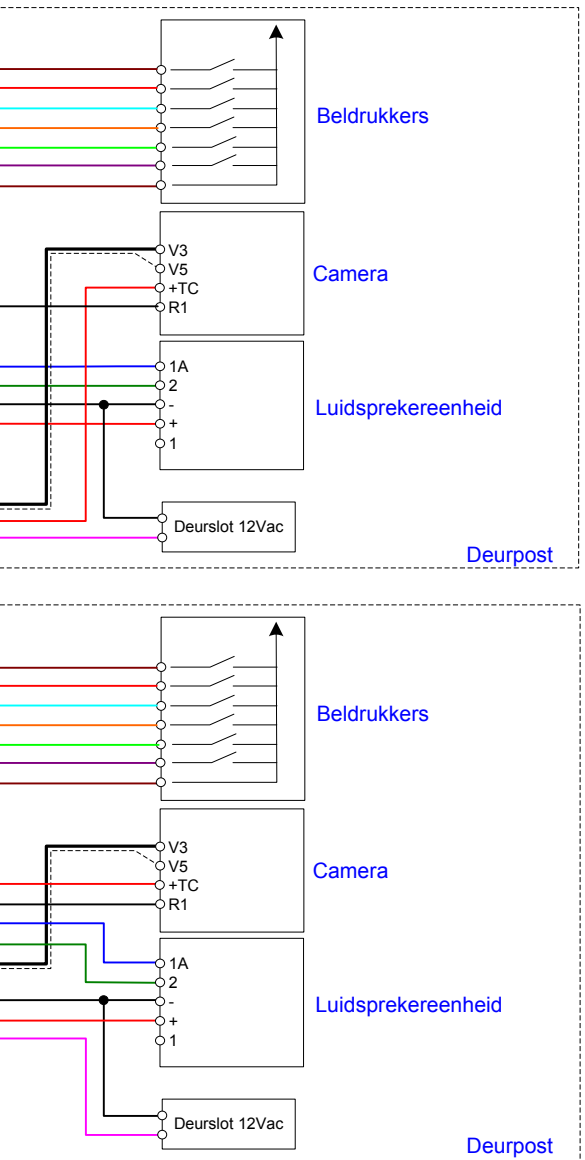 Beldrukkers
V3
V5
+TC
R1
Camera
1A
2
-
+
1
Luidsprekereenheid
Deurslot 12Vac
Deurpost
Beldrukkers
V3
V5
+TC
R1
Camera
1A
2
-
+
1
Luidsprekereenheid
Deurslot 12Vac
Deurpost